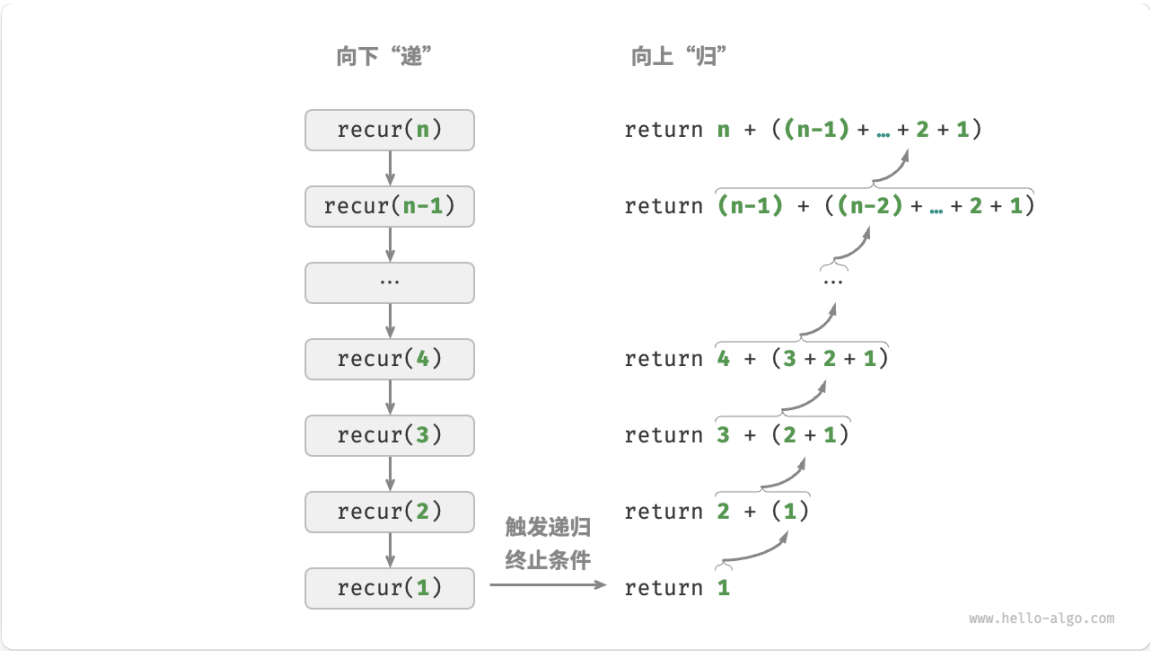 向下“递”
向上“归”
recur(n)
return n + ((n-1)+…+2+1)
recur(n-1)
return (n-1) + ((n-2)+…+2+1)
…
…
recur(4)
return 4 + (3+2+1)
recur(3)
return 3 + (2+1)
recur(2)
触发递归
终止条件
return 2 + (1)
recur(1)
return 1
www.hello-algo.com